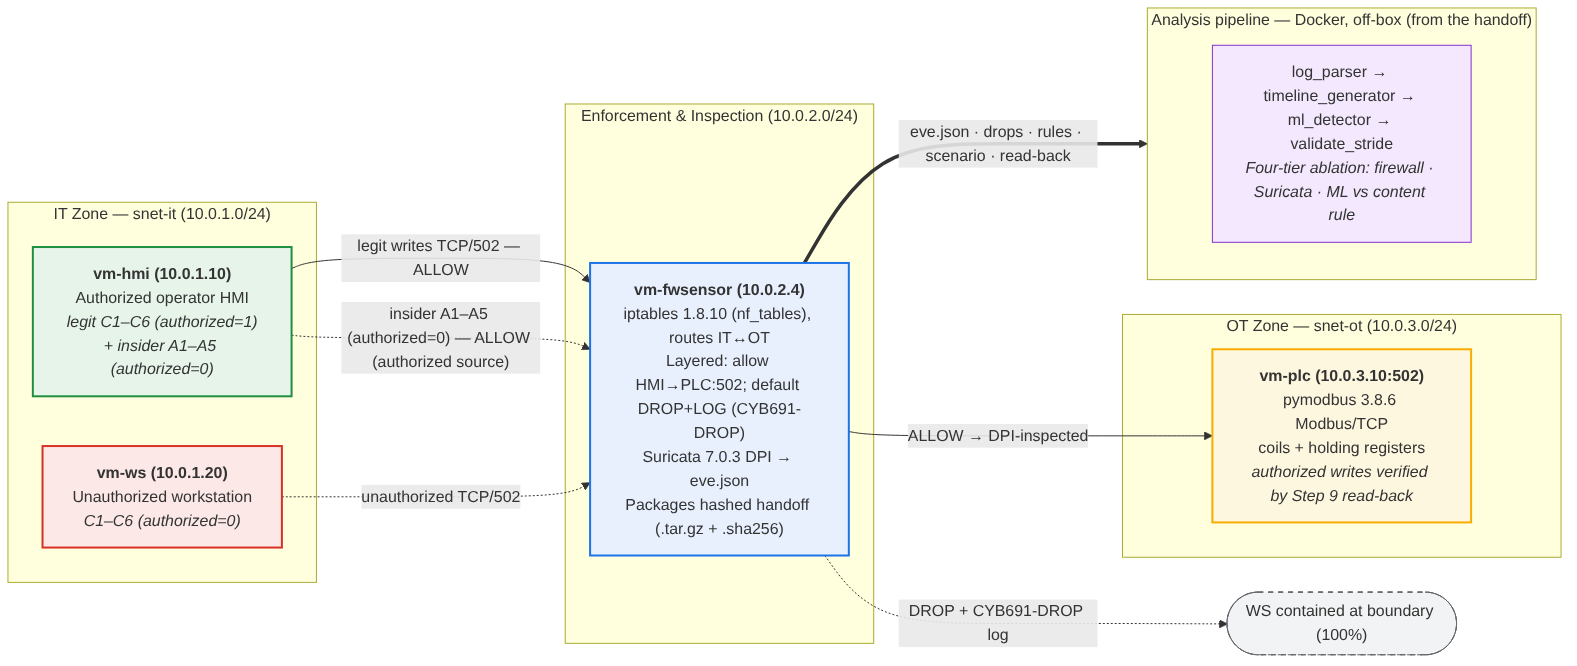 IT Zone — snet-it (10.0.1.0/24)
vm-hmi (10.0.1.10)
Authorized operator HMI
legit C1–C6 (authorized=1)
+ insider A1–A5
(authorized=0)
vm-ws (10.0.1.20)
Unauthorized workstation
C1–C6 (authorized=0)
legit writes TCP/502 —
ALLOW
insider A1–A5
(authorized=0) — ALLOW
(authorized source)
unauthorized TCP/502
Enforcement & Inspection (10.0.2.0/24)
vm-fwsensor (10.0.2.4)
iptables 1.8.10 (nf_tables),
routes IT↔OT
Layered: allow
HMI→PLC:502; default
DROP+LOG (CYB691-
DROP)
Suricata 7.0.3 DPI →
eve.json
Packages hashed handoff
(.tar.gz + .sha256)
eve.json · drops · rules ·
scenario · read-back
ALLOW → DPI-inspected
DROP + CYB691-DROP
log
Analysis pipeline — Docker, off-box (from the handoff)
log_parser →
timeline_generator →
ml_detector →
validate_stride
Four-tier ablation: firewall ·
Suricata · ML vs content
rule
OT Zone — snet-ot (10.0.3.0/24)
vm-plc (10.0.3.10:502)
pymodbus 3.8.6
Modbus/TCP
coils + holding registers
authorized writes verified
by Step 9 read-back
WS contained at boundary
(100%)